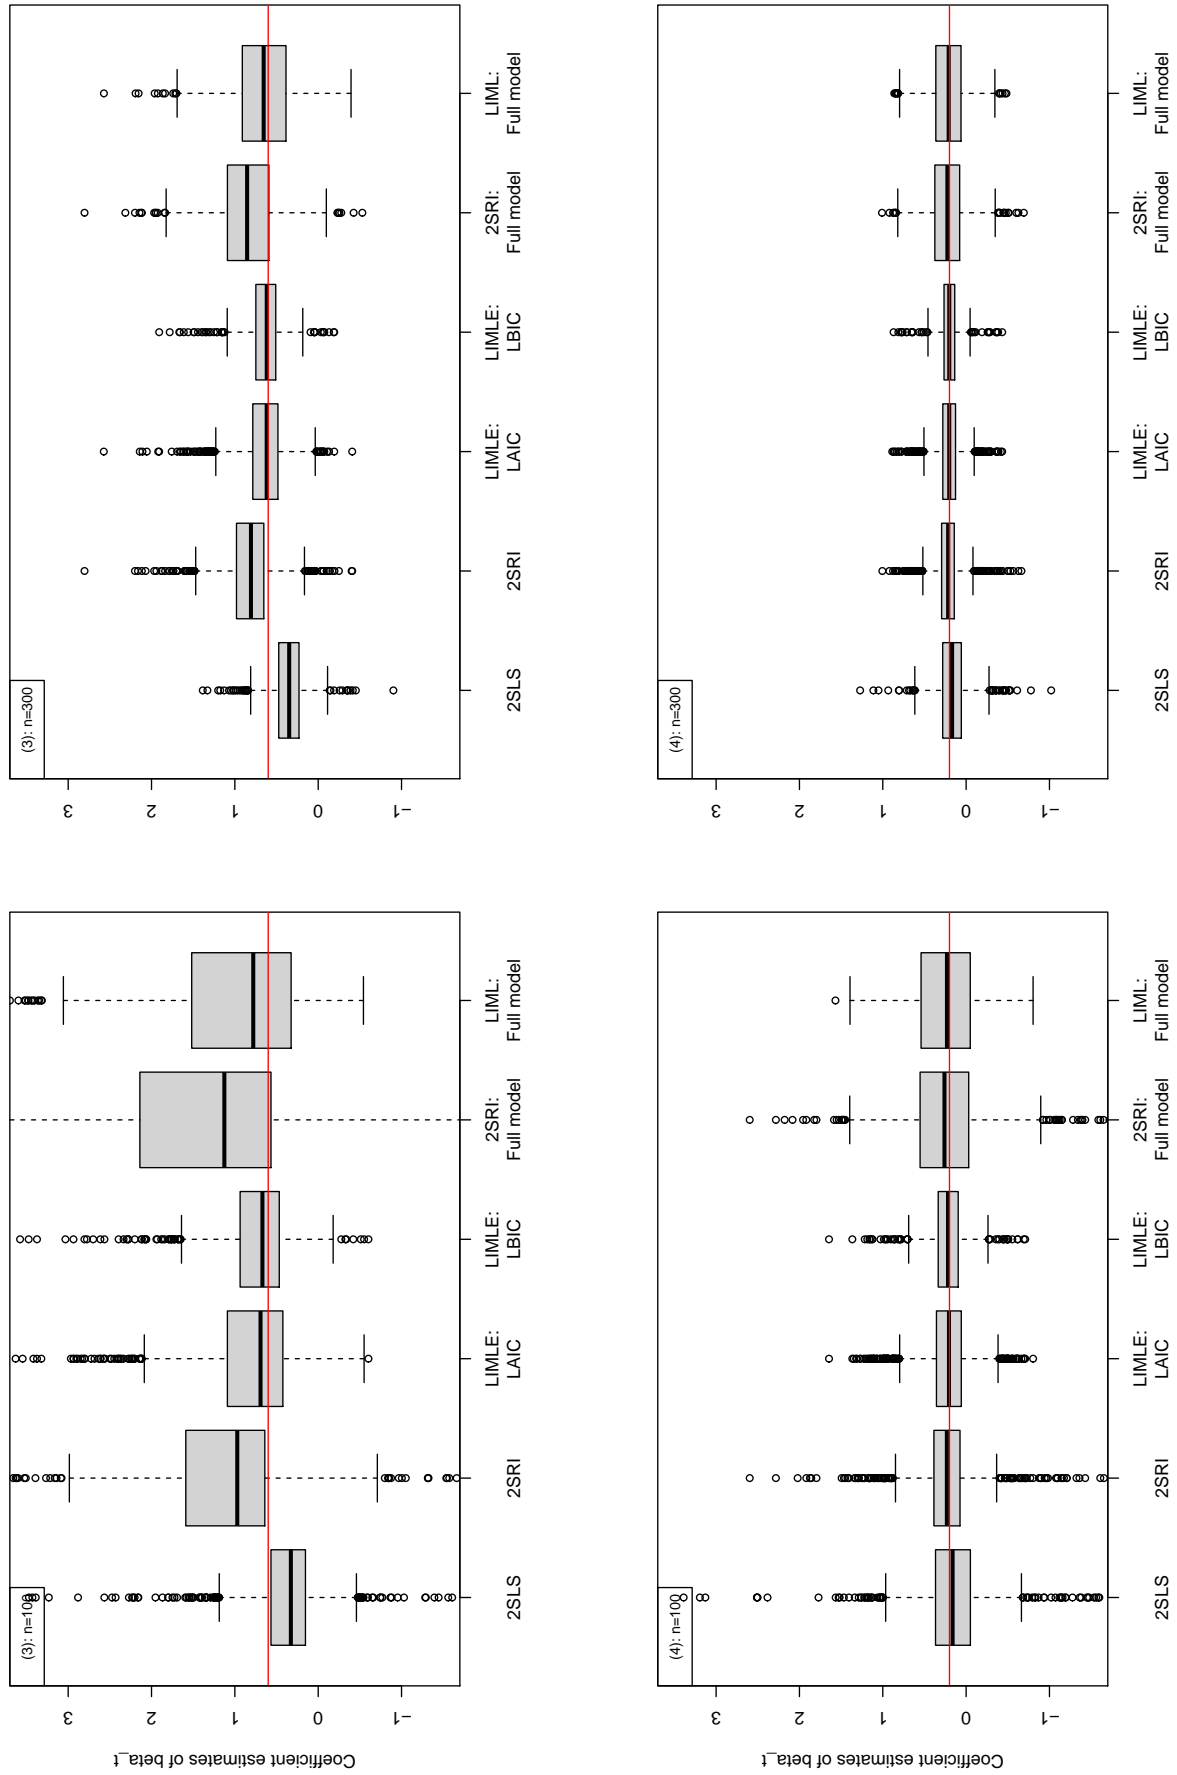 (3): n=100
Coefficient estimates of beta_t
3
2
1
0
−1
2SLS
2SRI
LIMLE:
LAIC
LIMLE:
LBIC
2SRI:
Full model
LIML:
Full model
(3): n=300
3
2
1
0
−1
2SLS
2SRI
LIMLE:
LAIC
LIMLE:
LBIC
2SRI:
Full model
LIML:
Full model
(4): n=100
Coefficient estimates of beta_t
3
2
1
0
−1
2SLS
2SRI
LIMLE:
LAIC
LIMLE:
LBIC
2SRI:
Full model
LIML:
Full model
(4): n=300
3
2
1
0
−1
2SLS
2SRI
LIMLE:
LAIC
LIMLE:
LBIC
2SRI:
Full model
LIML:
Full model